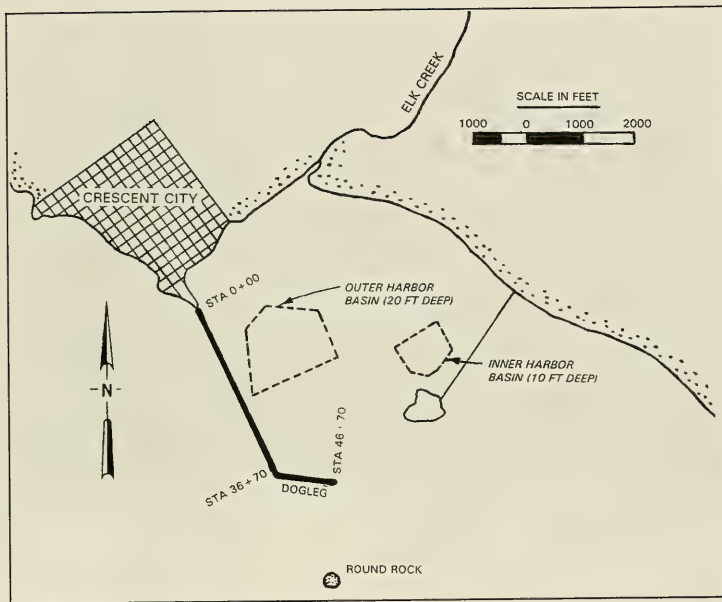 ELK CREEK
SCALE IN FEET
1000 0 1000 2000
CRESCENT CITY
STA 0+00
OUTER HARBOR
BASIN (20 FT DEEP)
INNER HARBOR
BASIN (10 FT DEEP)
-N-
STA 46+70
STA 36+70
DOGLEG
ROUND ROCK